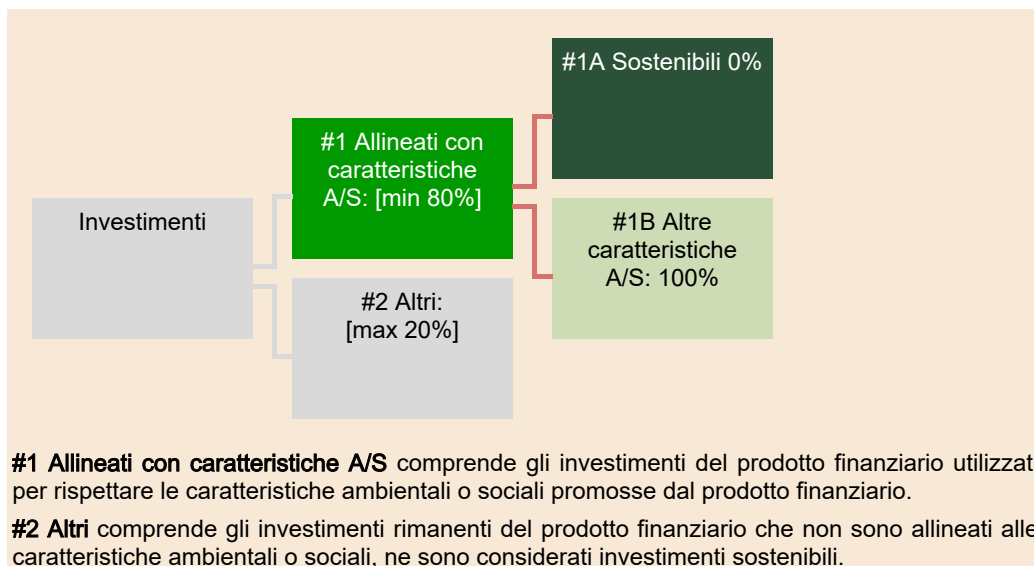 #1A Sostenibili 0%
#1 Allineati con
caratteristiche
A/S: [min 80%]
Investimenti
#1B Altre
caratteristiche
A/S: 100%
#2 Altri:
[max 20%]
#1 Allineati con caratteristiche A/S comprende gli investimenti del prodotto finanziario utilizzat
per rispettare le caratteristiche ambientali o sociali promosse dal prodotto finanziario.
#2 Altri comprende gli investimenti rimanenti del prodotto finanziario che non sono allineati alle
caratteristiche ambientali o sociali, ne sono considerati investimenti sostenibili.